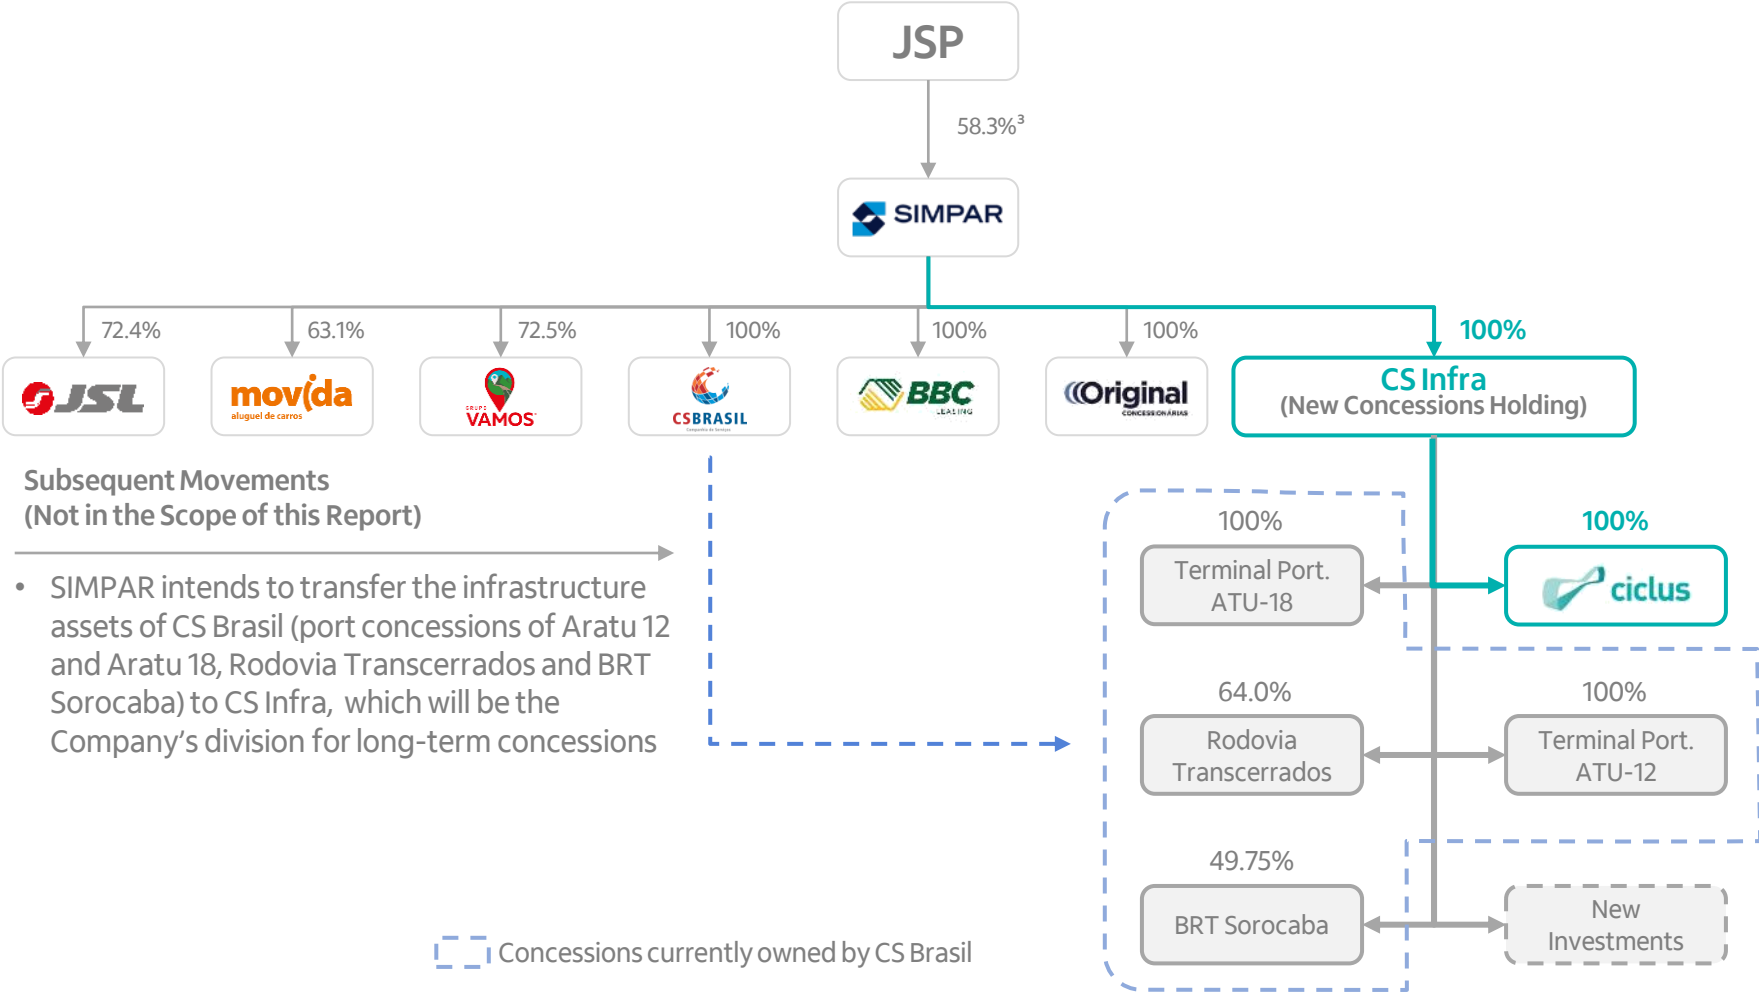 JSP
58.3%³
SIMPAR
72.4%
63.1%
72.5%
100%
100%
100%
100%
JSL
movida
aluguel de carros
GRUPO
VAMOS
CSBRASIL
BBC
LEASING
Original
CONCESSIONÁRIAS
CS Infra
(New Concessions Holding)
Subsequent Movements
(Not in the Scope of this Report)
• SIMPAR intends to transfer the infrastructure
assets of CS Brasil (port concessions of Aratu 12
and Aratu 18, Rodovia Transcerrados and BRT
Sorocaba) to CS Infra, which will be the
Company's division for long-term concessions
100%
Terminal Port.
ATU-18
100%
ciclus
64.0%
Rodovia
Transcerrados
100%
Terminal Port.
ATU-12
49.75%
BRT Sorocaba
New
Investments
Concessions currently owned by CS Brasil